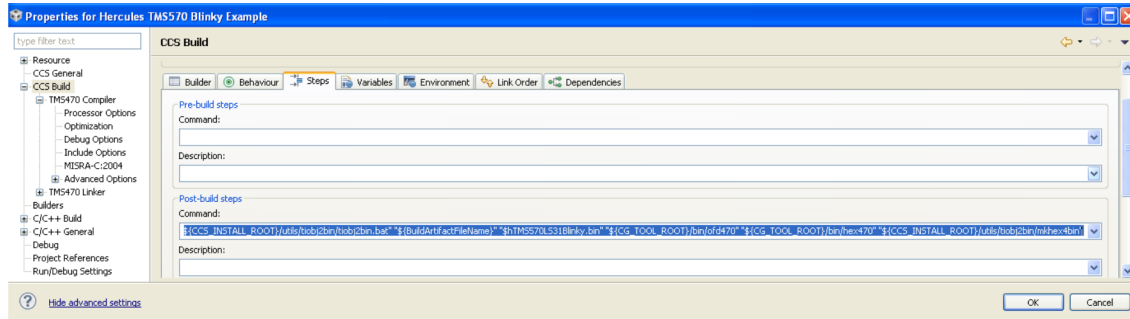 Properties for Hercules TMS570 Blinky Example
type filter text
CCS Build
Resource
CCS General
CCS Build
TMS470 Compiler
Processor Options
Optimization
Debug Options
Include Options
MISRA-C:2004
Advanced Options
TMS470 Linker
Builders
C/C++ Build
C/C++ General
Debug
Project References
Run/Debug Settings
Builder Behaviour Steps Variables Environment Link Order Dependencies
Pre-build steps
Command:
Description:
Post-build steps
Command:
${CCS_INSTALL_ROOT}/utils/tiobj2bin/tiobj2bin.bat" "${BuildArtifactFileName}" "$hTMS570LS31Blinky.bin" "${CG_TOOL_ROOT}/bin/ofd470" "${CG_TOOL_ROOT}/bin/hex470" "${CCS_INSTALL_ROOT}/utils/tiobj2bin/mkhex4bin"
Description:
Hide advanced settings
OK Cancel